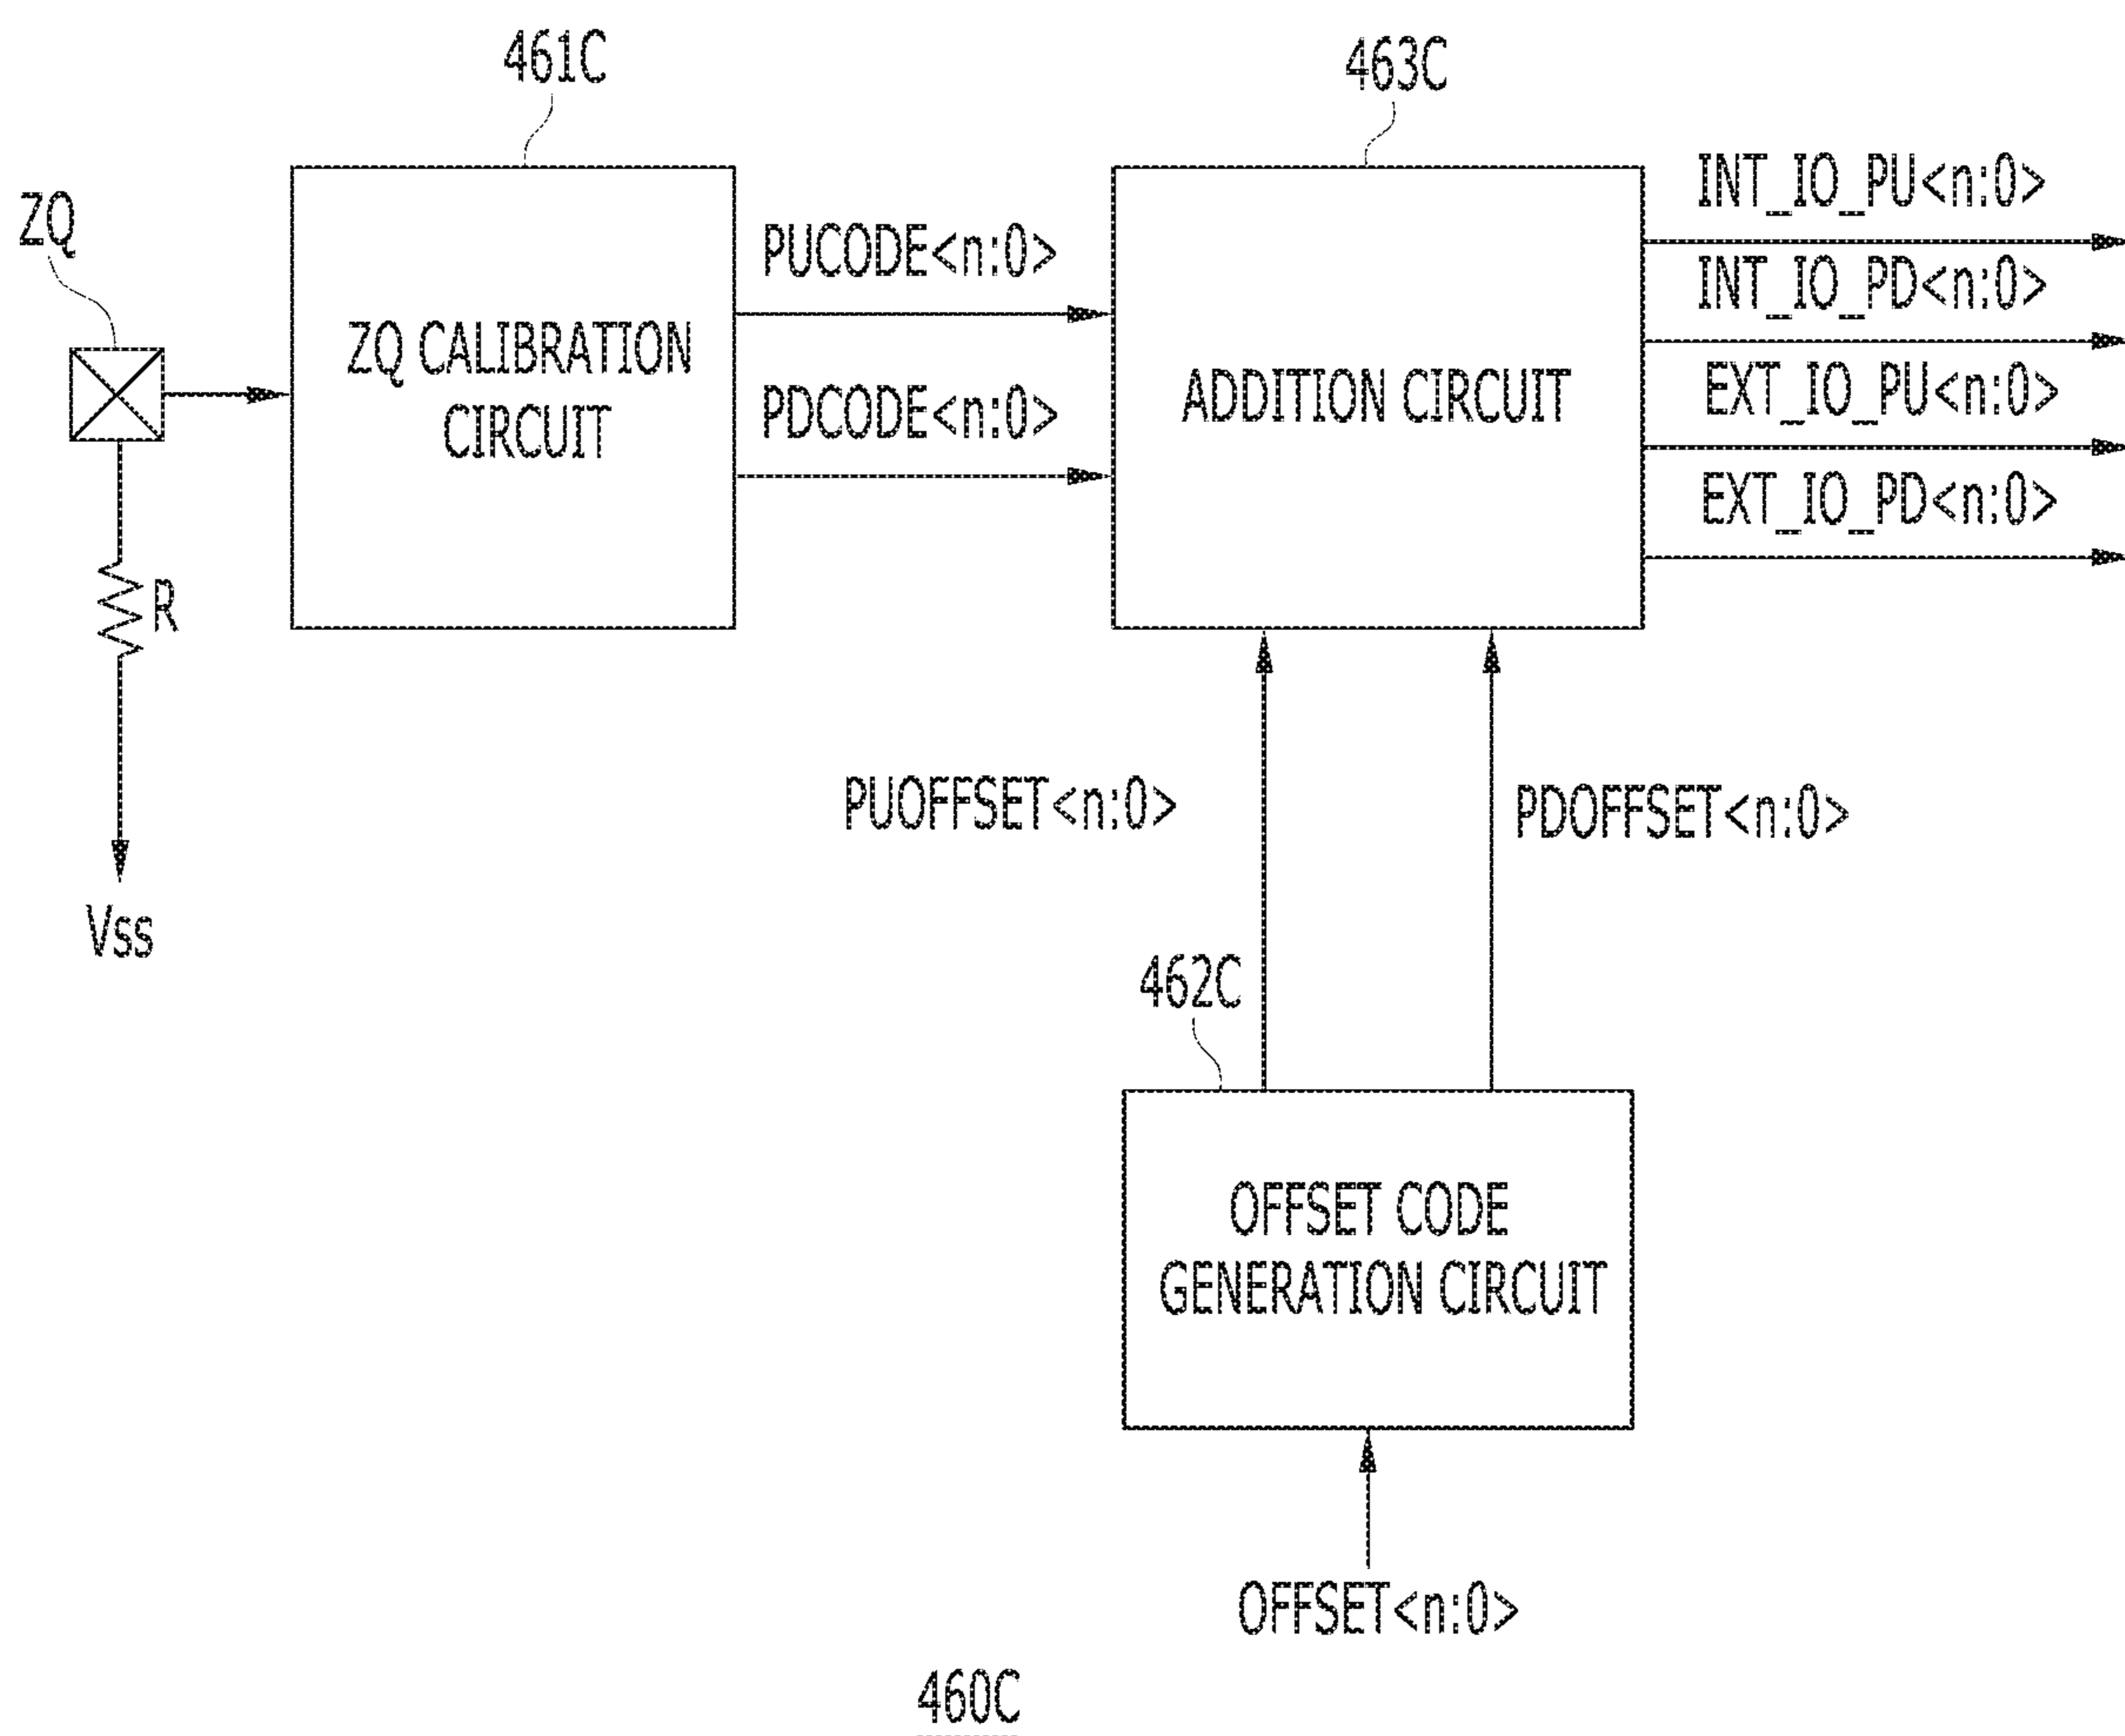 461C
463C
ZQ
INT_IO_PU<n:0>
PUCODE<n:0>
INT_IO_PD<n:0>
ZQ CALIBRATION
CIRCUIT
ADDITION CIRCUIT
EXT_IO_PU<n:0>
PDCODE<n:0>
EXT_IO_PD<n:0>
R
PUOFFSET<n:0>
PDOFFSET<n:0>
Vss
462C
OFFSET CODE
GENERATION CIRCUIT
OFFSET<n:0>
460C